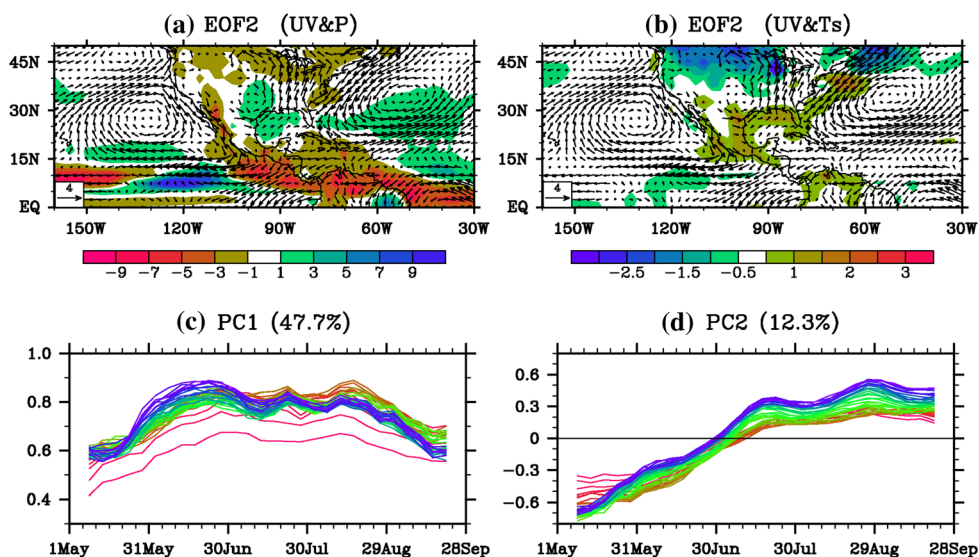 (a) EOF2 (UV&P)
45N
30N
15N
EQ
4
150W 120W 90W 60W 30W
-9 -7 -5 -3 -1 1 3 5 7 9
(b) EOF2 (UV&Ts)
45N
30N
15N
EQ
4
150W 120W 90W 60W 30W
-2.5 -1.5 -0.5 1 2 3
(c) PC1 (47.7%)
1.0
0.8
0.6
0.4
1May 31May 30Jun 30Jul 29Aug 28Sep
(d) PC2 (12.3%)
0.6
0.3
0
-0.3
-0.6
1May 31May 30Jun 30Jul 29Aug 28Sep